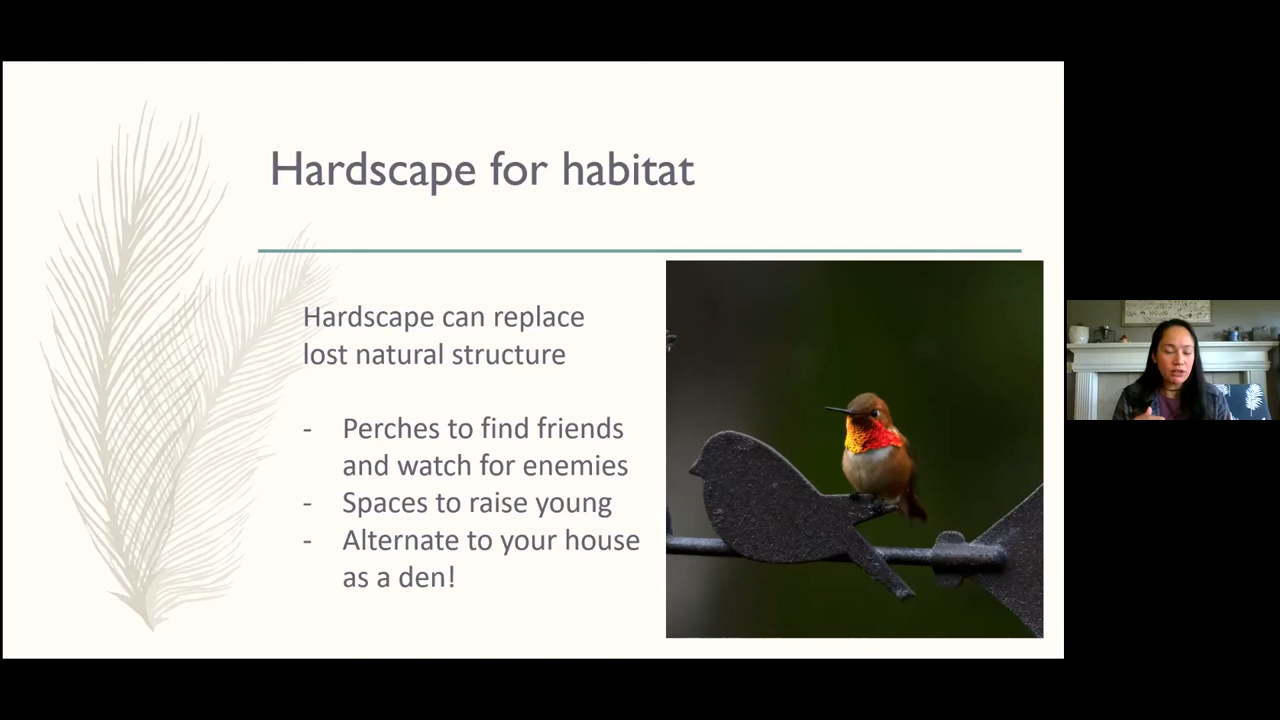 Hardscape for habitat
Hardscape can replace
lost natural structure
- Perches to find friends
and watch for enemies
- Spaces to raise young
- Alternate to your house
as a den!